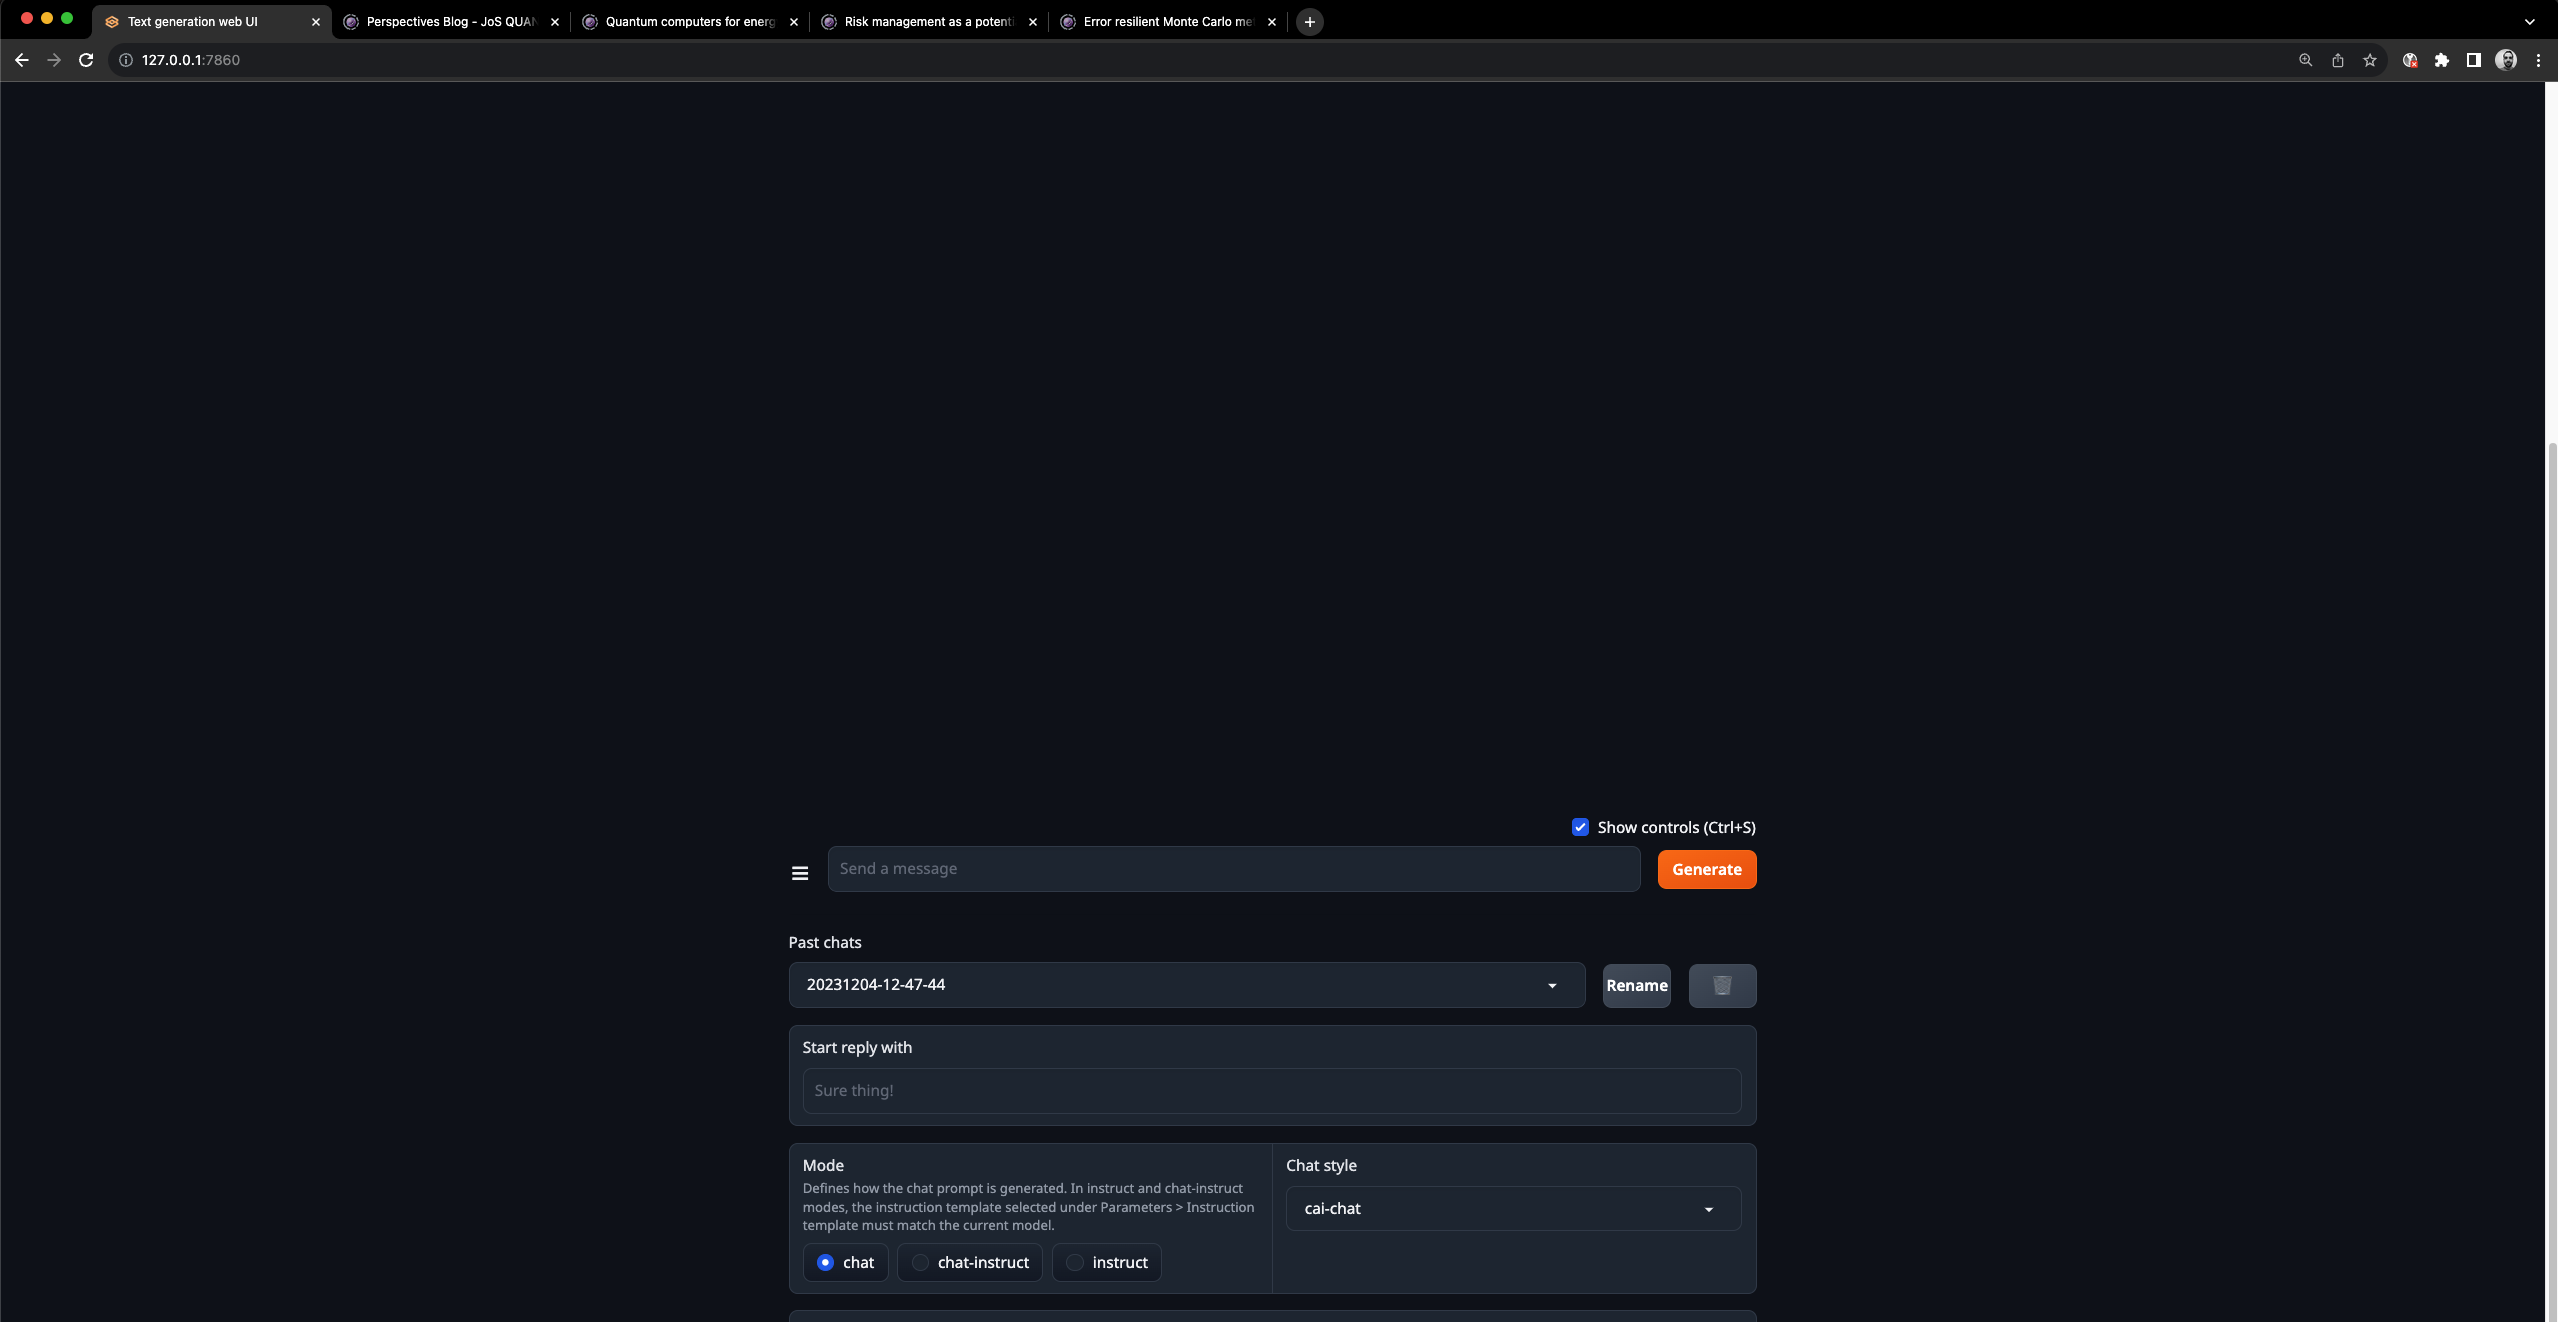 Text generation web UI
Perspectives Blog - JoS QUAN
Quantum computers for energ
Risk management as a potenti
Error resilient Monte Carlo me
127.0.0.1:7860
Show controls (Ctrl+S)
Send a message
Generate
Past chats
20231204-12-47-44
Rename
Start reply with
Sure thing!
Mode
Defines how the chat prompt is generated. In instruct and chat-instruct
modes, the instruction template selected under Parameters > Instruction
template must match the current model.
chat
chat-instruct
instruct
Chat style
cai-chat